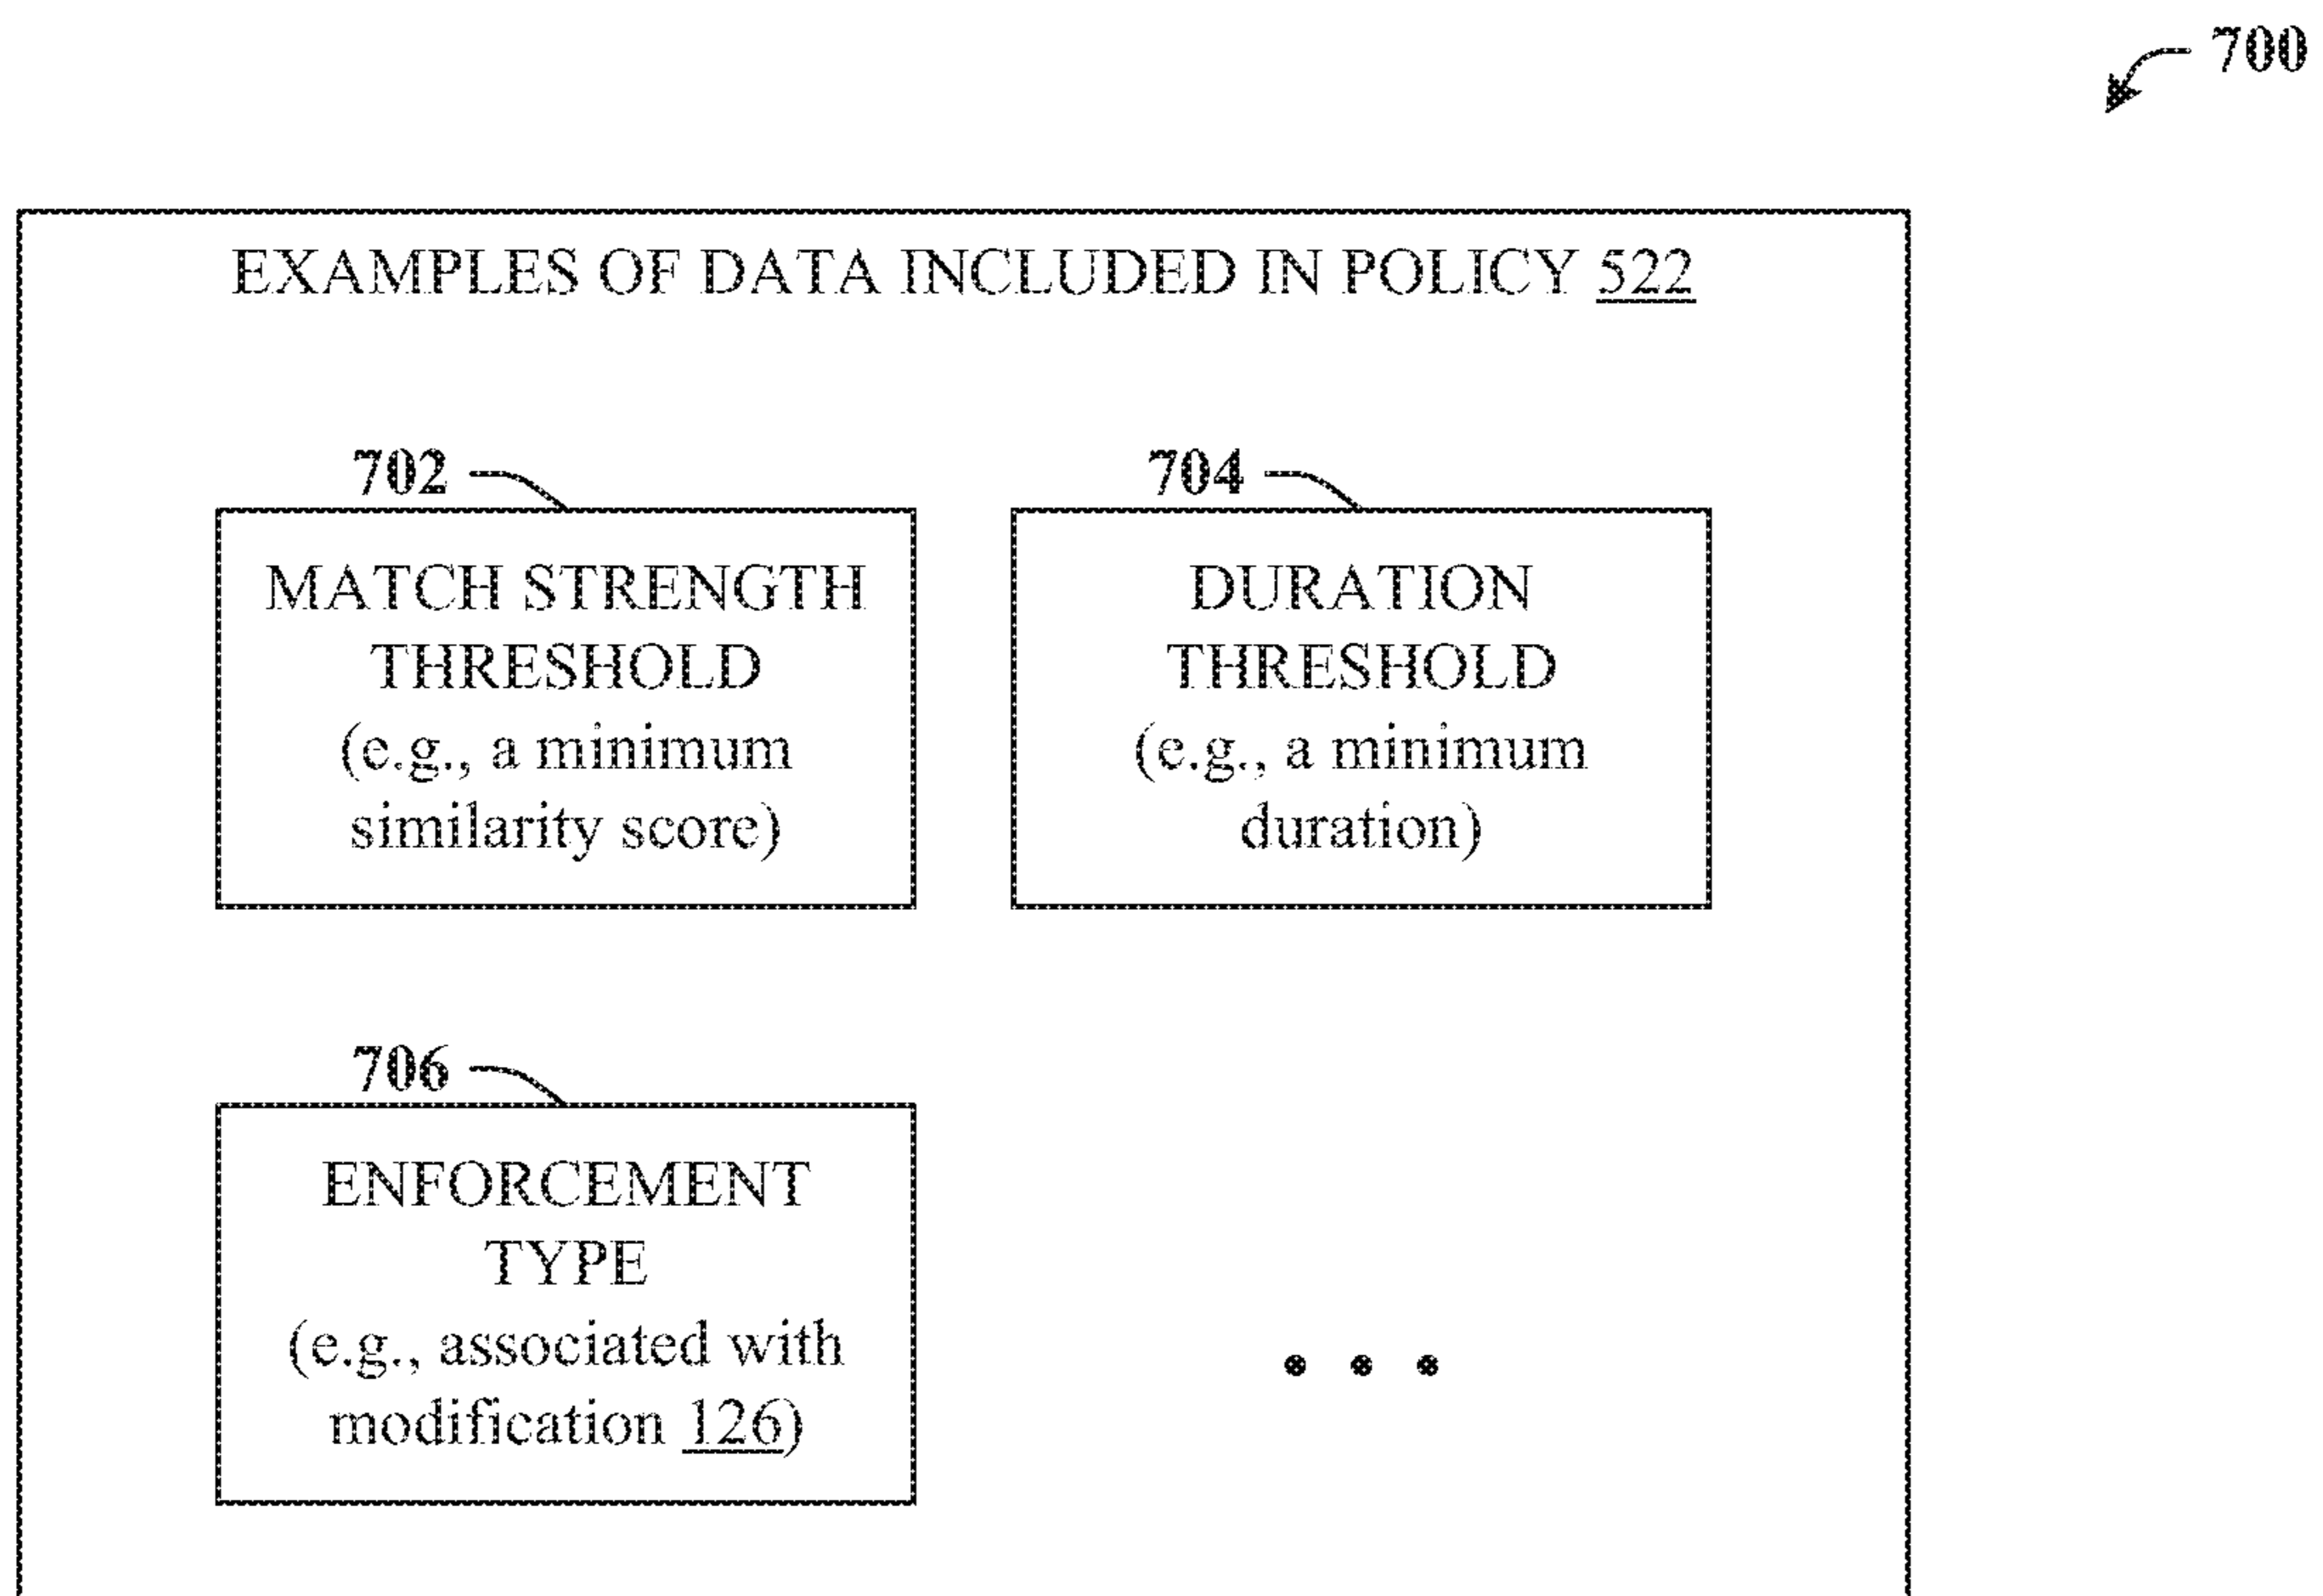 700
EXAMPLES OF DATA INCLUDED IN POLICY 522
702
MATCH STRENGTH
THRESHOLD
(e.g., a minimum
similarity score)
704
DURATION
THRESHOLD
(e.g., a minimum
duration)
706
ENFORCEMENT
TYPE
(e.g., associated with
modification 126)
• • •